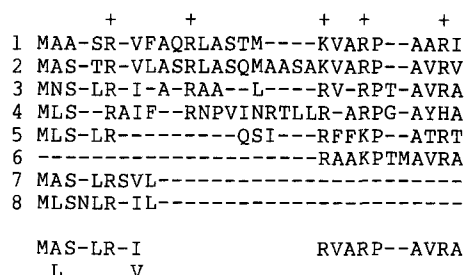 + + + + +
1 MAA-SR-VFAQRLASTM----KVARP--AARI
2 MAS-TR-VLASRLASQMAASAKVARP--AVRV
3 MNS-LR-I-A-RAA--L----RV-RPT-AVRA
4 MLS--RAIF--RNPVINRTLLR-ARPG-AYHA
5 MLS-LR--------QSI---RFFKP--ATRT
6 --------------------RAAKPTMAVRA
7 MAS-LRSVL----------------------
8 MLSNLR-IL----------------------
MAS-LR-I RVARP--AVRA
L V